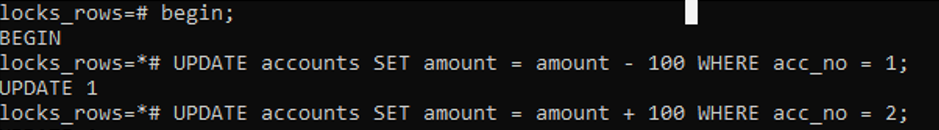 locks_rows=# begin;
BEGIN
locks_rows=*# UPDATE accounts SET amount = amount - 100 WHERE acc_no = 1;
UPDATE 1
locks_rows=*# UPDATE accounts SET amount = amount + 100 WHERE acc_no = 2;